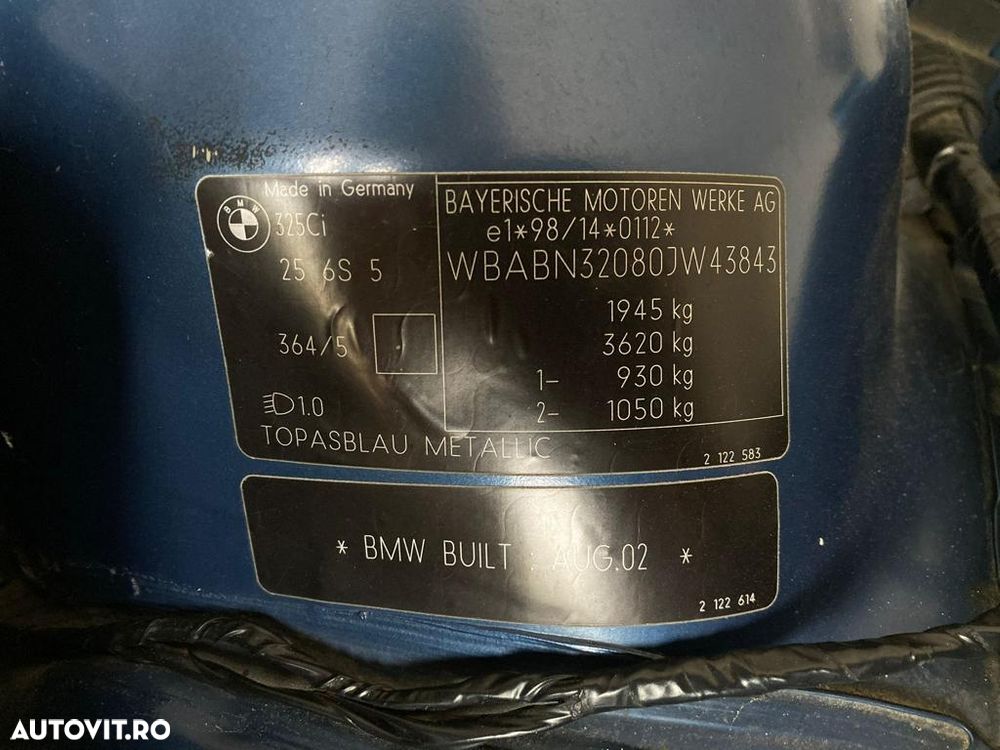 Made in Germany
BMW
325Ci
25 6S 5
364/5
1.0
TOPASBLAU METALLIC
BAYERISCHE MOTOREN WERKE AG
e1*98/14*0112*
WBABN32080JW43843
1945 kg
3620 kg
1- 930 kg
2- 1050 kg
2 122 583
* BMW BUILT : AUG.02 *
2 122 614
AUTOVIT.RO